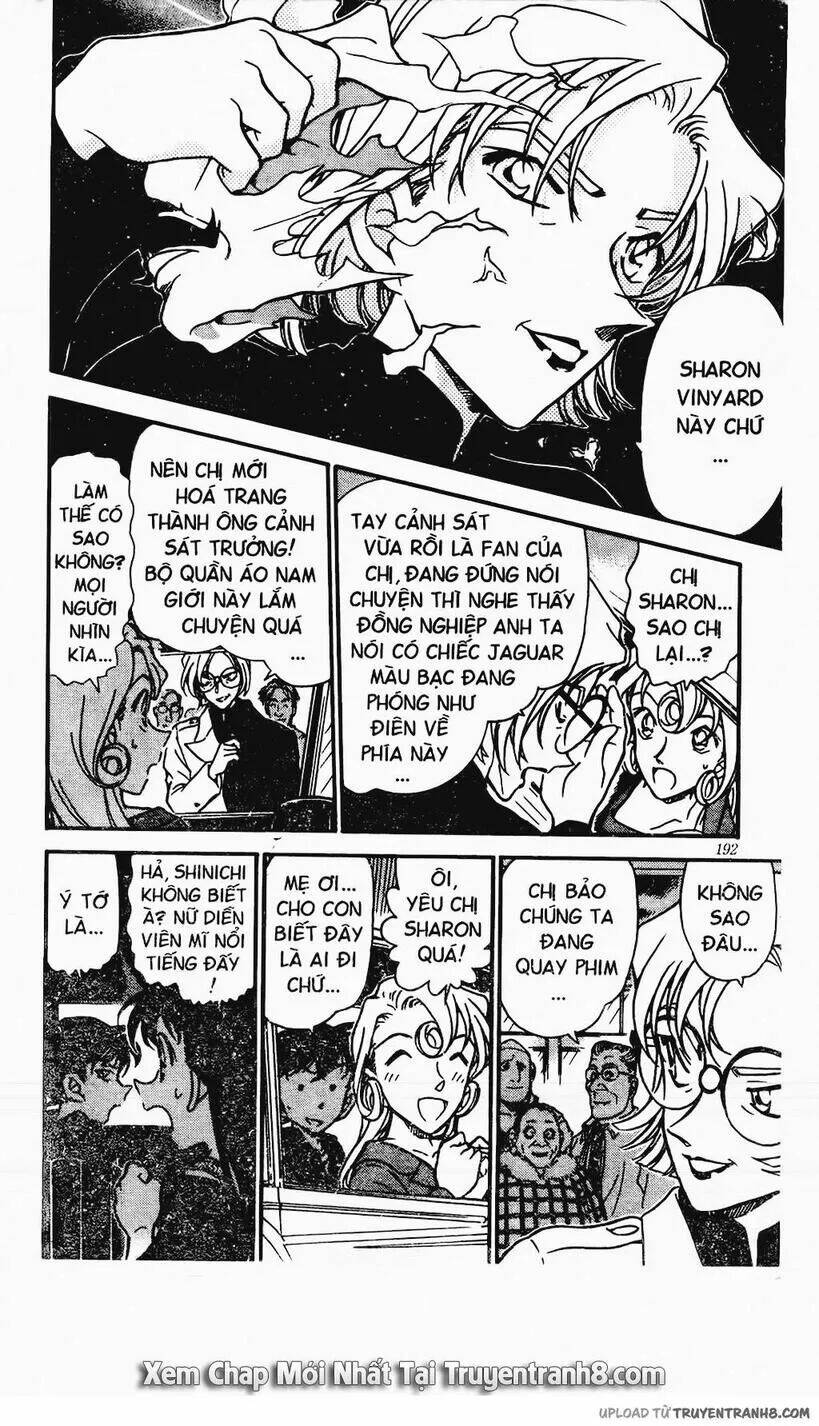 SHARON
VINYARD
NÀY CHỨ
...
CHỊ
SHARON...
SAO CHỊ
LẠI...?
TAY CẢNH SÁT
VỪA RỒI LÀ FAN CỦA
CHỊ, ĐANG ĐỨNG NÓI
CHUYỆN THÌ NGHE THẤY
ĐỒNG NGHIỆP ANH TA
NÓI CÓ CHIẾC JAGUAR
MÀU BẠC ĐANG
PHÓNG NHƯ
ĐIÊN VỀ
PHÍA NÀY
...
NÊN CHỊ MỚI
HOÁ TRANG
THÀNH ÔNG CẢNH
SÁT TRƯỞNG!
BỘ QUẦN ÁO NAM
GIỚI NÀY LẮM
CHUYỆN QUÁ
...
LÀM
THẾ CÓ
SAO
KHÔNG?
MỌI
NGƯỜI
NHÌN
KÌA...
192
KHÔNG
SAO
ĐÂU...
CHỊ BẢO
CHÚNG TA
ĐANG
QUAY PHIM
...
ÔI,
YÊU CHỊ
SHARON
QUÁ!
MẸ ƠI...
CHO CON
BIẾT ĐÂY
LÀ AI ĐI
CHỨ...
HẢ, SHINICHI
KHÔNG BIẾT
À? NỮ DIỄN
VIÊN MĨ NỔI
TIẾNG ĐẤY
!
Ý TỚ
LÀ...
Xem Chap Mới Nhất Tại Truyentranh8.com
UPLOAD TỪ TRUYENTRANH8.COM